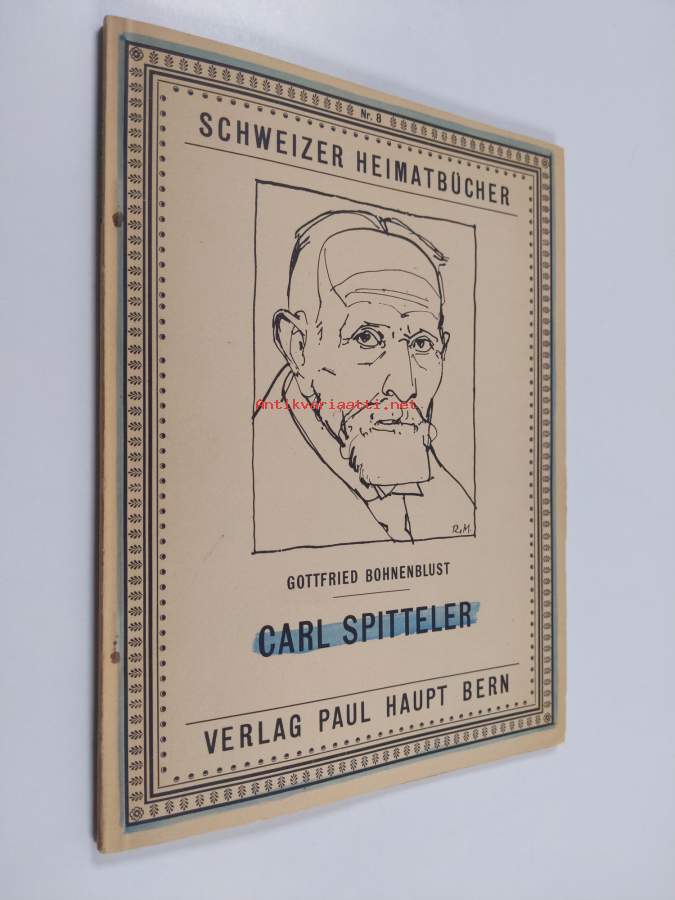 Nr. 8
SCHWEIZER HEIMATBÜCHER
Antikvariaatti.net
R.M.
GOTTFRIED BOHNENBLUST
CARL SPITTELER
VERLAG PAUL HAUPT BERN